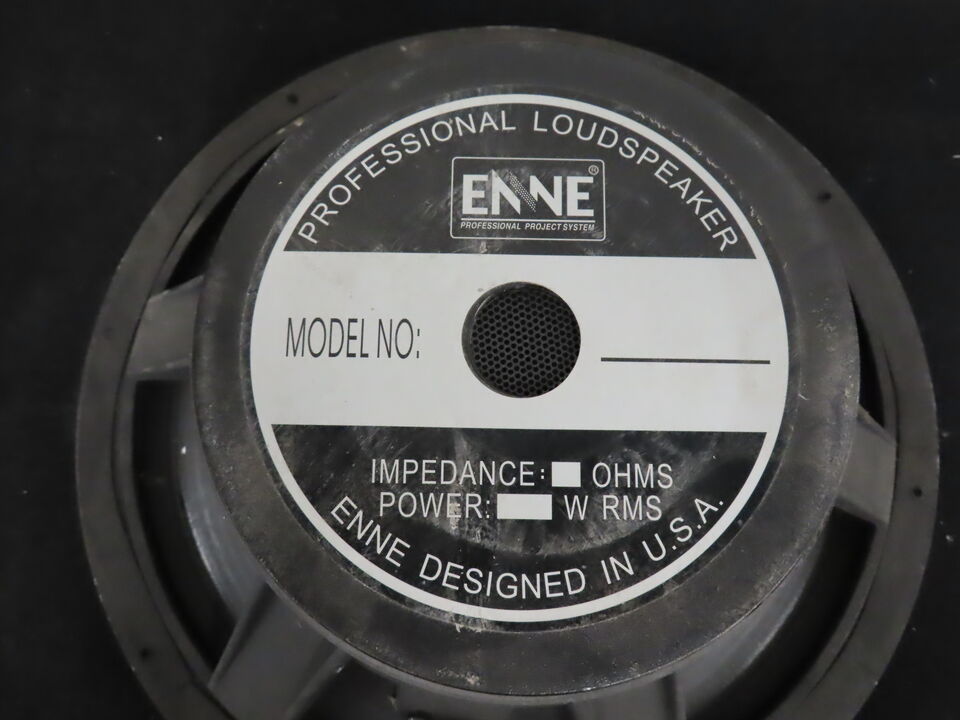 PROFESSIONAL LOUDSPEAKER
ENNE®
PROFESSIONAL PROJECT SYSTEM
MODEL NO:
IMPEDANCE: OHMS
POWER: W RMS
ENNE DESIGNED IN U.S.A.